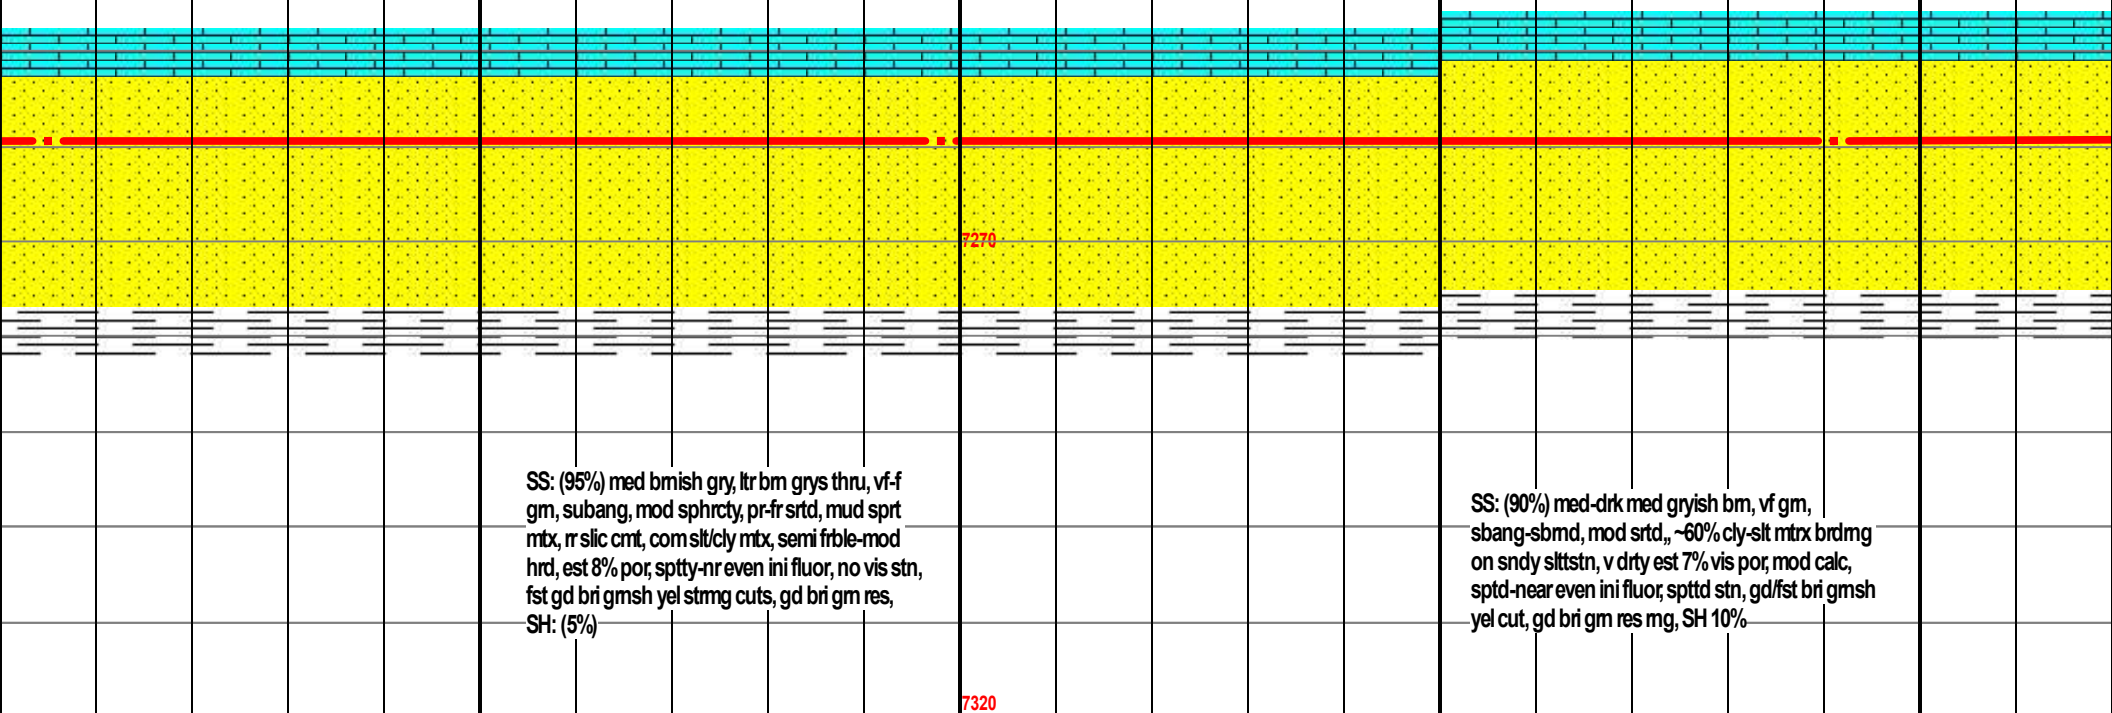 7270
SS: (95%) med brnish gry, ltr brn grys thru, vf-f
grn, subang, mod sphrcty, pr-fr srtd, mud sprt
mtx, rr slic cmt, com slt/cly mtx, semi frble-mod
hrd, est 8% por, sptty-nr even ini fluor, no vis stn,
fst gd bri grnsh yel strmg cuts, gd bri grn res,
SH: (5%)
SS: (90%) med-drk med gryish brn, vf grn,
sbang-sbrnd, mod srtd,, ~60% cly-slt mtrx brdrng
on sndy slttstn, v drty est 7% vis por, mod calc,
sptd-near even ini fluor, spttd stn, gd/fst bri grnsh
yel cut, gd bri grn res rng, SH 10%
7320